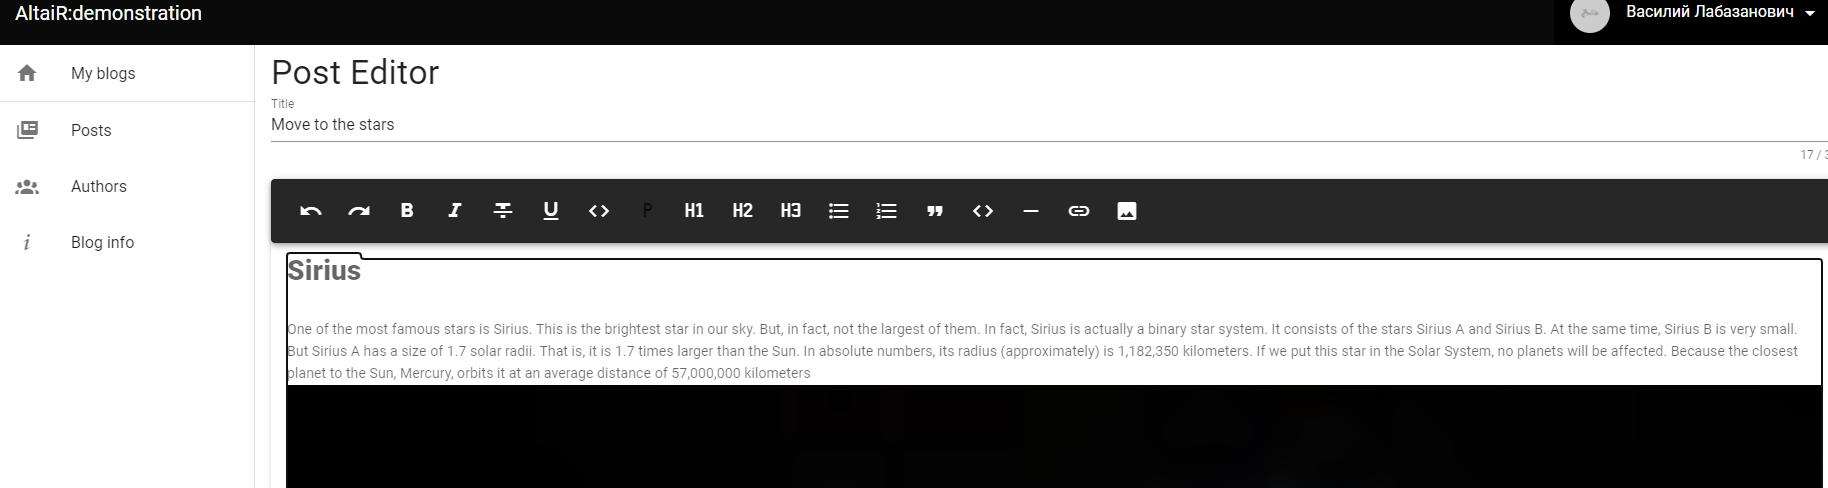 AltaiR:demonstration
Василий Лабазанович
My blogs
Posts
Authors
Blog info
Post Editor
Title
Move to the stars
17 / 3
B I S U <> P H1 H2 H3
Sirius
One of the most famous stars is Sirius. This is the brightest star in our sky. But, in fact, not the largest of them. In fact, Sirius is actually a binary star system. It consists of the stars Sirius A and Sirius B. At the same time, Sirius B is very small.
But Sirius A has a size of 1.7 solar radii. That is, it is 1.7 times larger than the Sun. In absolute numbers, its radius (approximately) is 1,182,350 kilometers. If we put this star in the Solar System, no planets will be affected. Because the closest
planet to the Sun, Mercury, orbits it at an average distance of 57,000,000 kilometers